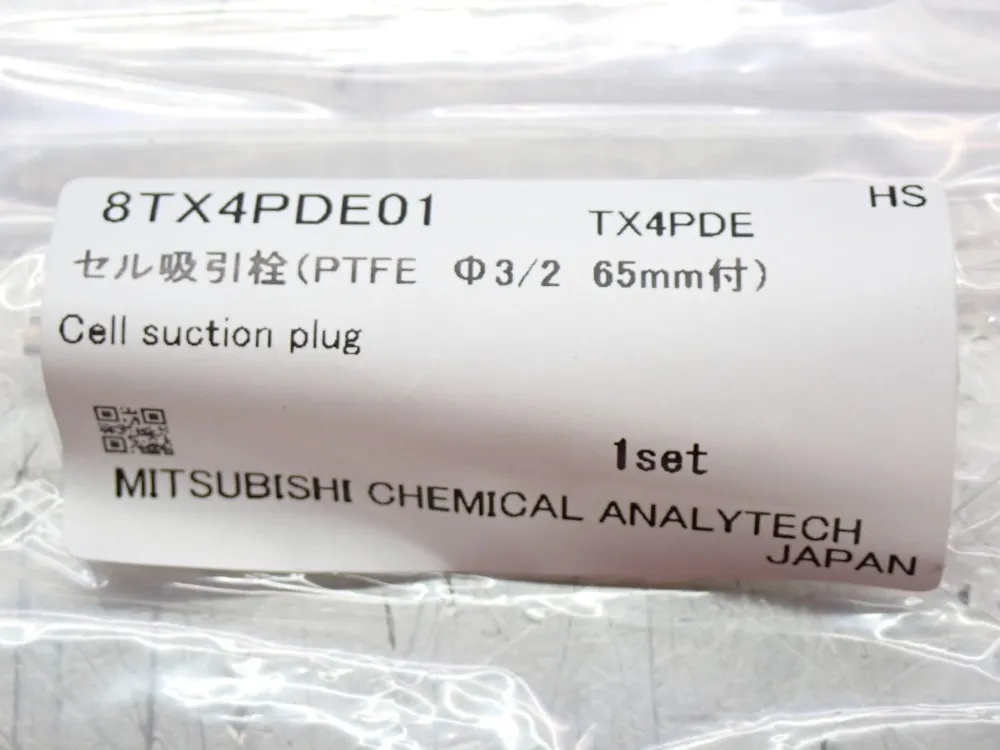 HS
8TX4PDE01 TX4PDE
セル吸引栓(PTFE Φ3/2 65mm付)
Cell suction plug
1set
MITSUBISHI CHEMICAL ANALYTECH
JAPAN